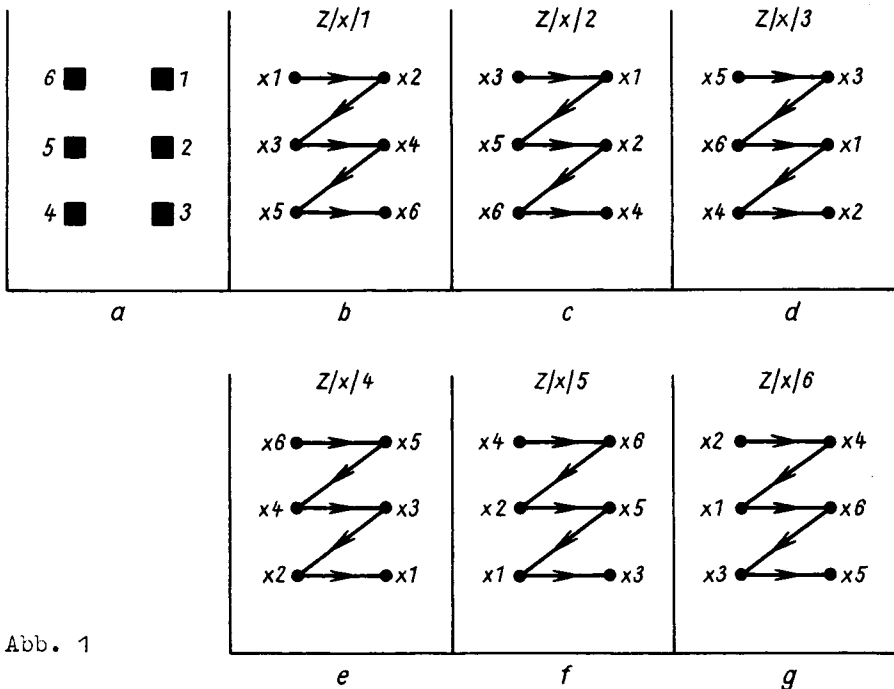 Z/x/1 Z/x/2 Z/x/3
6 1 x1 x2 x3 x1 x5 x3
5 2 x3 x4 x5 x2 x6 x1
4 3 x5 x6 x6 x4 x4 x2
a b c d
Z/x/4 Z/x/5 Z/x/6
x6 x5 x4 x6 x2 x4
x4 x3 x2 x5 x1 x6
x2 x1 x1 x3 x3 x5
Abb. 1
e f g